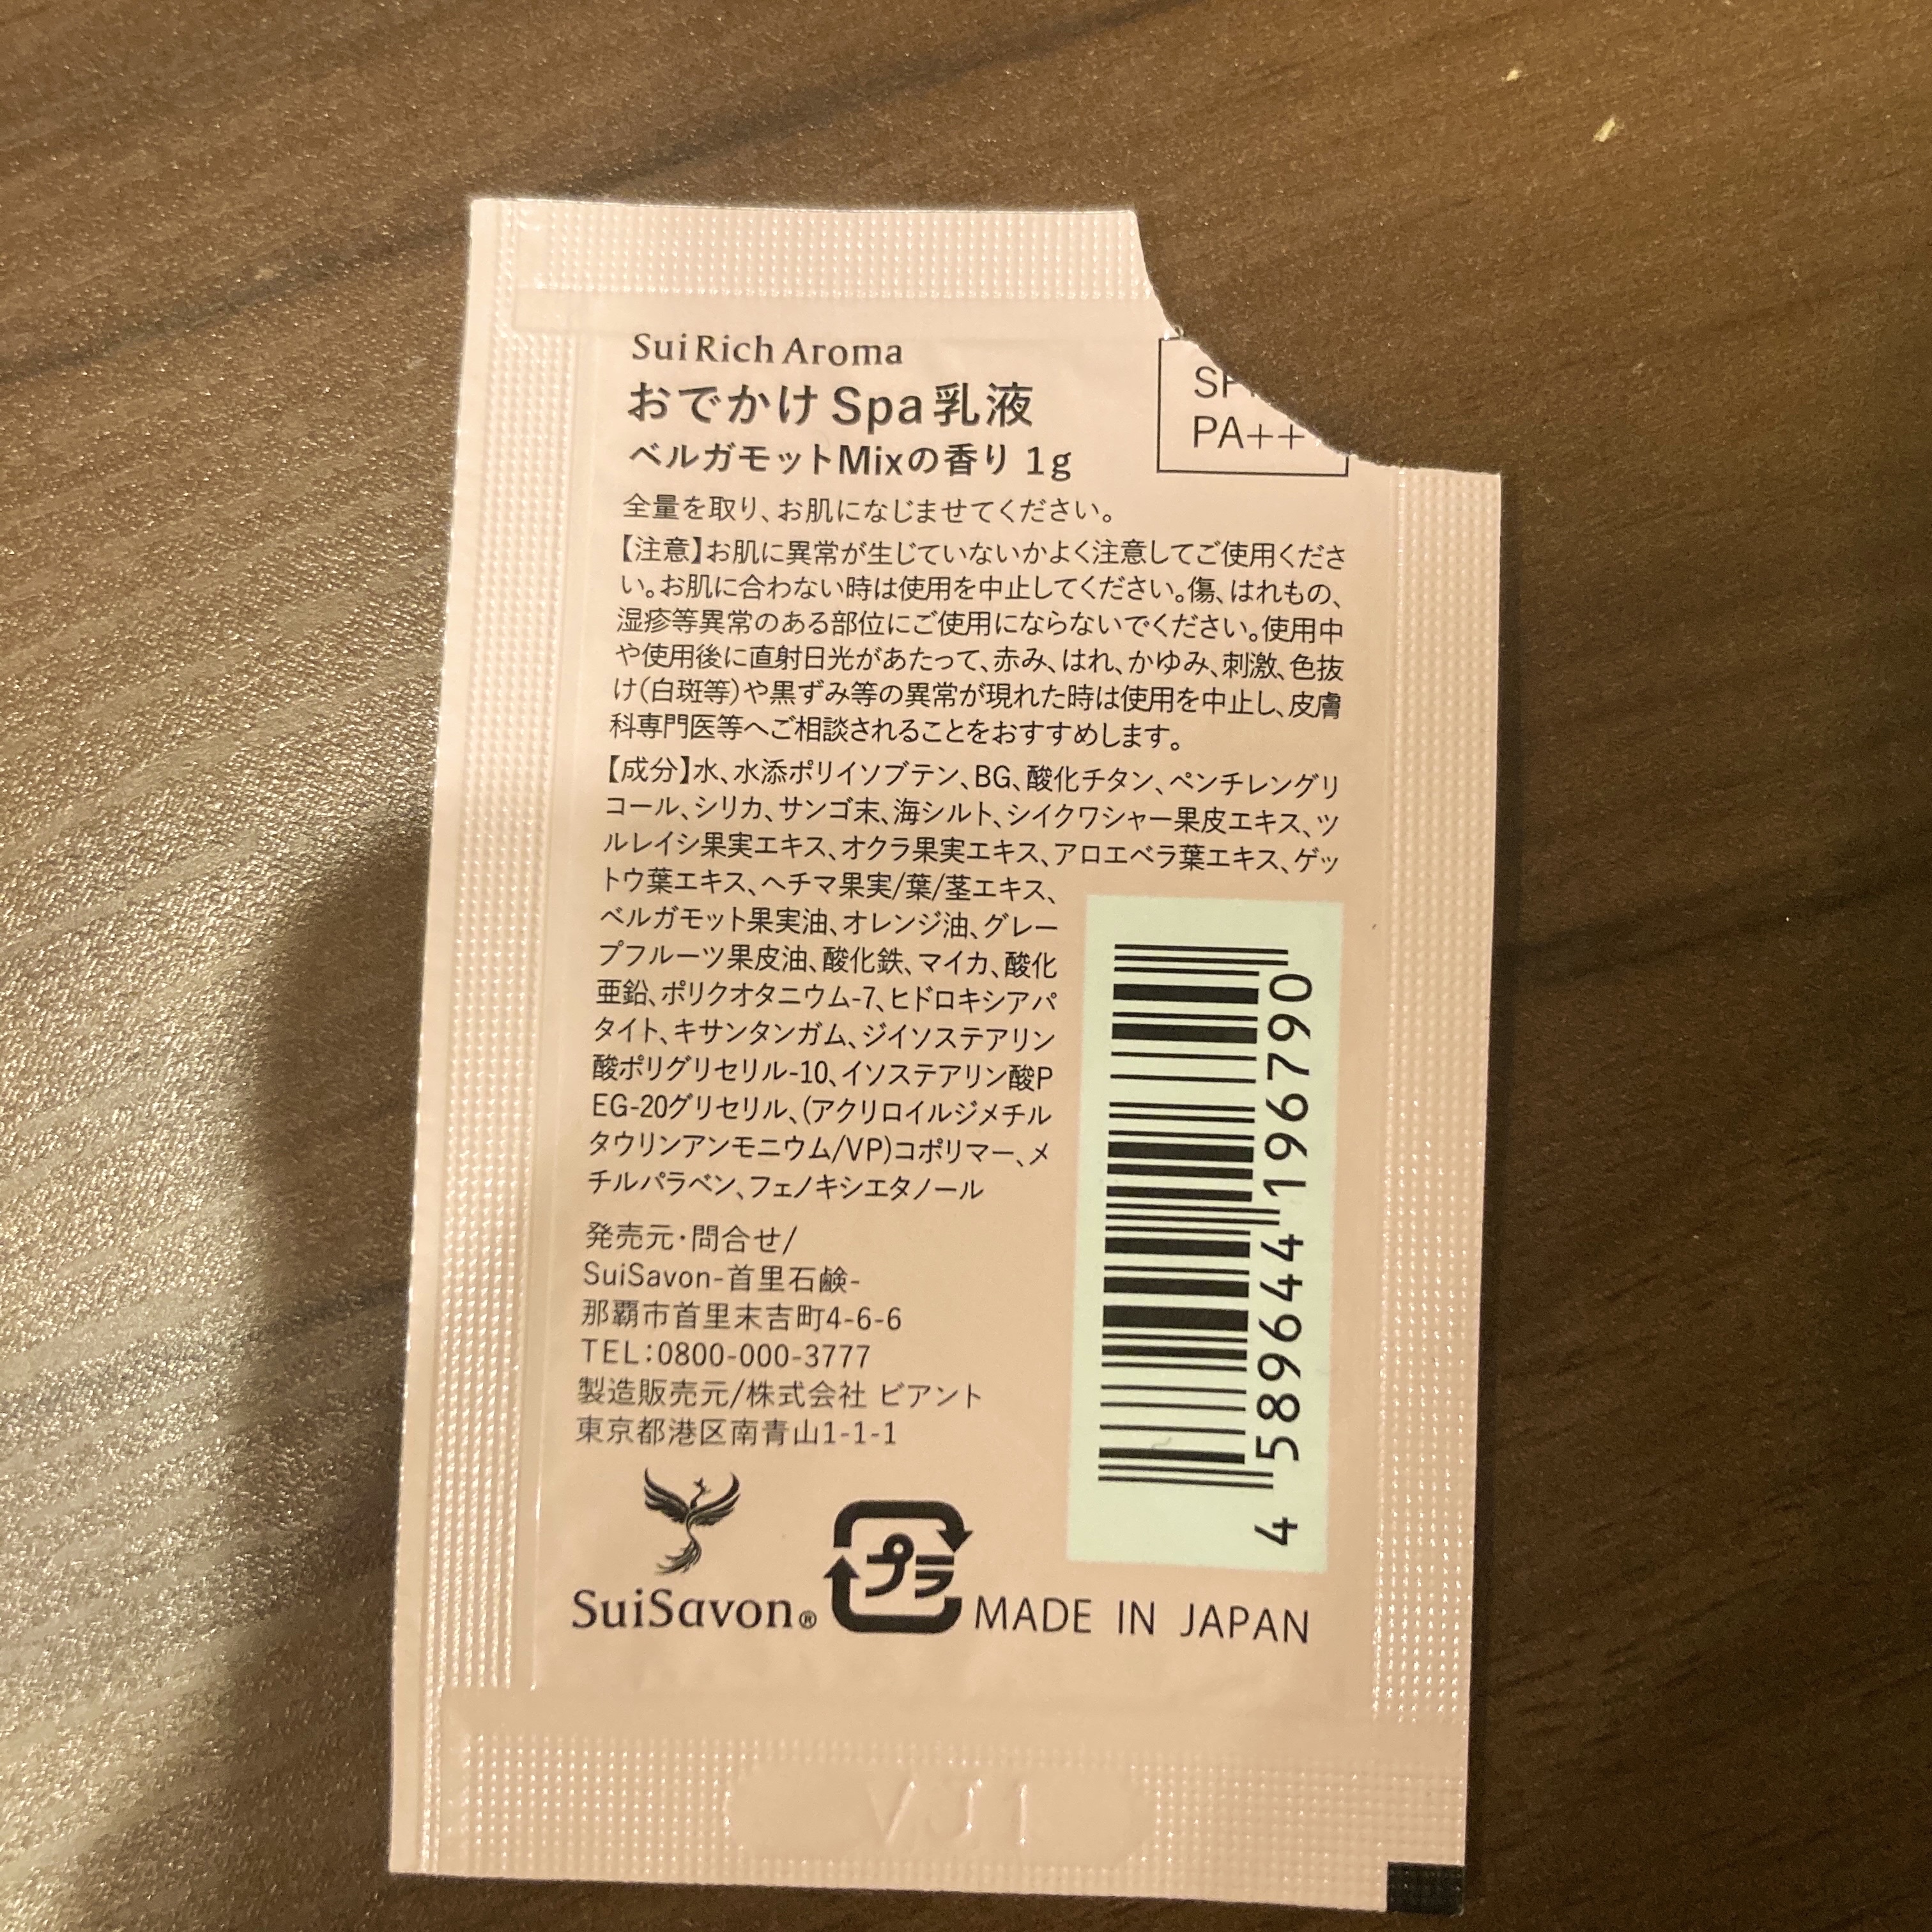 Sui Rich Aroma
おでかけ Spa 乳液
ベルガモットMixの香り 1g
PA++
全量を取り、お肌になじませてください。
【注意】お肌に異常が生じていないかよく注意してご使用くださ
い。お肌に合わない時は使用を中止してください。傷、はれもの、
湿疹等異常のある部位にご使用にならないでください。使用中
や使用後に直射日光があたって、赤み、はれ、かゆみ、刺激、色抜
け(白斑等)や黒ずみ等の異常が現れた時は使用を中止し、皮膚
科専門医等へご相談されることをおすすめします。
【成分】水、水添ポリイソブテン、BG、酸化チタン、ペンチレングリ
コール、シリカ、サンゴ末、海シルト、シイクワシャー果皮エキス、ツ
ルレイシ果実エキス、オクラ果実エキス、アロエベラ葉エキス、ゲッ
トウ葉エキス、ヘチマ果実/葉/茎エキス、
ベルガモット果実油、オレンジ油、グレー
プフルーツ果皮油、酸化鉄、マイカ、酸化
亜鉛、ポリクオタニウム-7、ヒドロキシアパ
タイト、キサンタンガム、ジイソステアリン
酸ポリグリセリル-10、イソステアリン酸P
EG-20グリセリル、(アクリロイルジメチル
タウリンアンモニウム/VP)コポリマー、メ
チルパラベン、フェノキシエタノール
発売元・問合せ/
SuiSavon-首里石鹸-
那覇市首里末吉町4-6-6
TEL:0800-000-3777
製造販売元/株式会社 ビアント
東京都港区南青山1-1-1
4 589644 196790
SuiSavon®
プラ
MADE IN JAPAN
VJ1